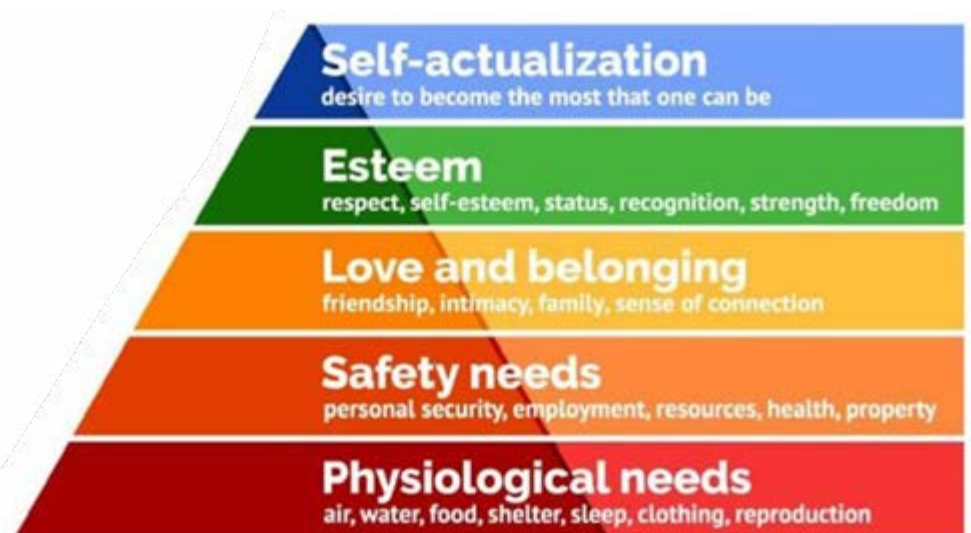 Self-actualization
desire to become the most that one can be
Esteem
respect, self-esteem, status, recognition, strength, freedom
Love and belonging
friendship, intimacy, family, sense of connection
Safety needs
personal security, employment, resources, health, property
Physiological needs
air, water, food, shelter, sleep, clothing, reproduction